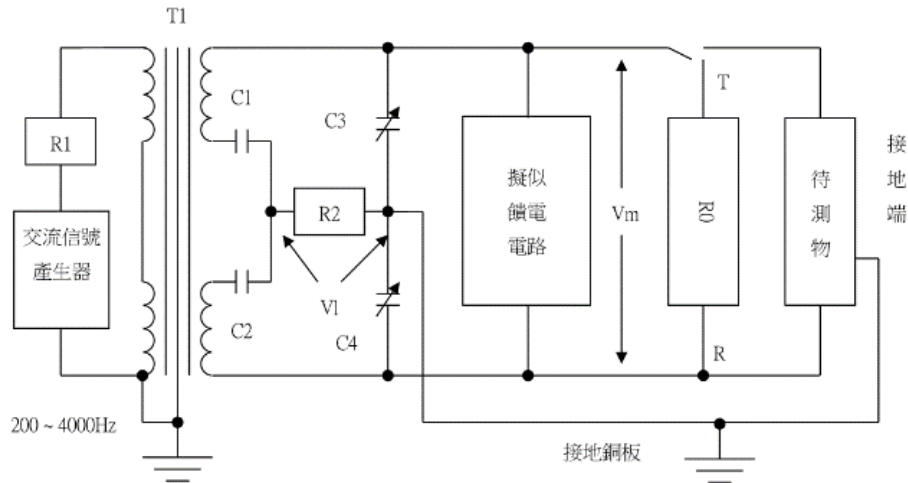 T1
C1
C3
R1
交流信號
產生器
R2
Vl
C2
C4
擬似
饋電
電路
Vm
T
R0
R
待
測
物
接
地
端
200 ~ 4000Hz
接地銅板